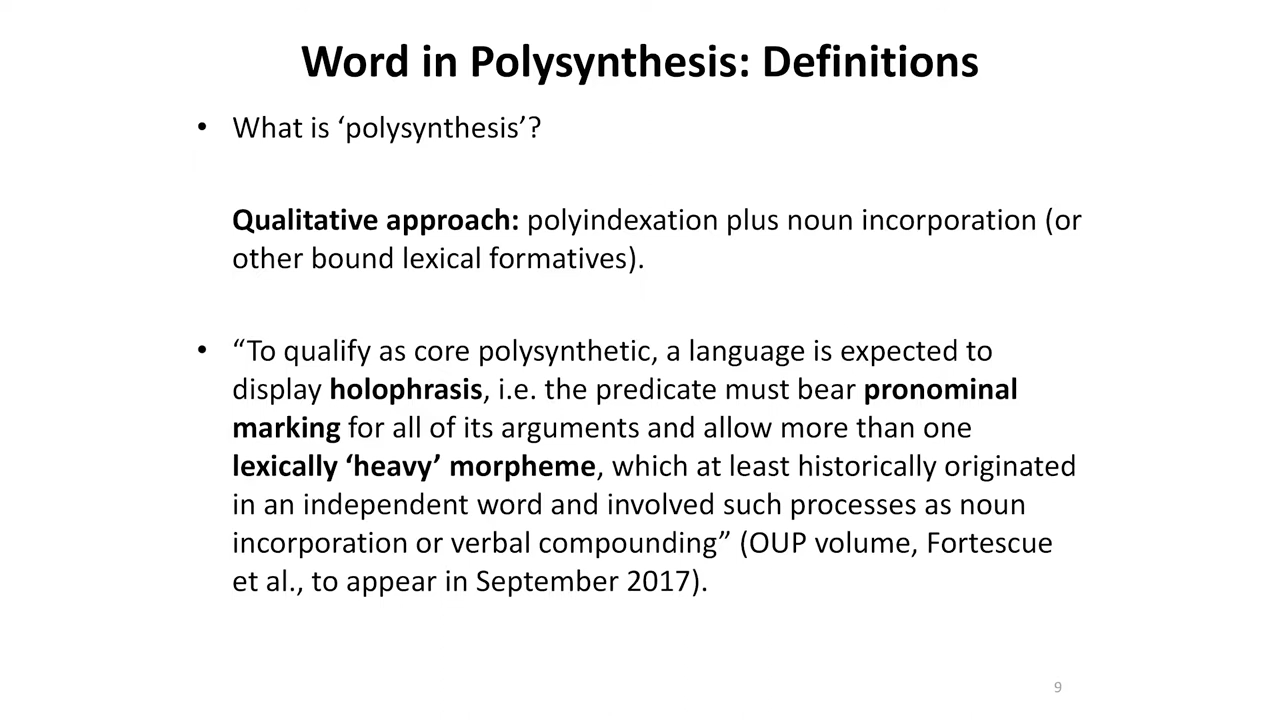 Word in Polysynthesis: Definitions
• What is ‘polysynthesis’?
Qualitative approach: polyindexation plus noun incorporation (or
other bound lexical formatives).
• “To qualify as core polysynthetic, a language is expected to
display holophrasis, i.e. the predicate must bear pronominal
marking for all of its arguments and allow more than one
lexically ‘heavy’ morpheme, which at least historically originated
in an independent word and involved such processes as noun
incorporation or verbal compounding” (OUP volume, Fortescue
et al., to appear in September 2017).
9